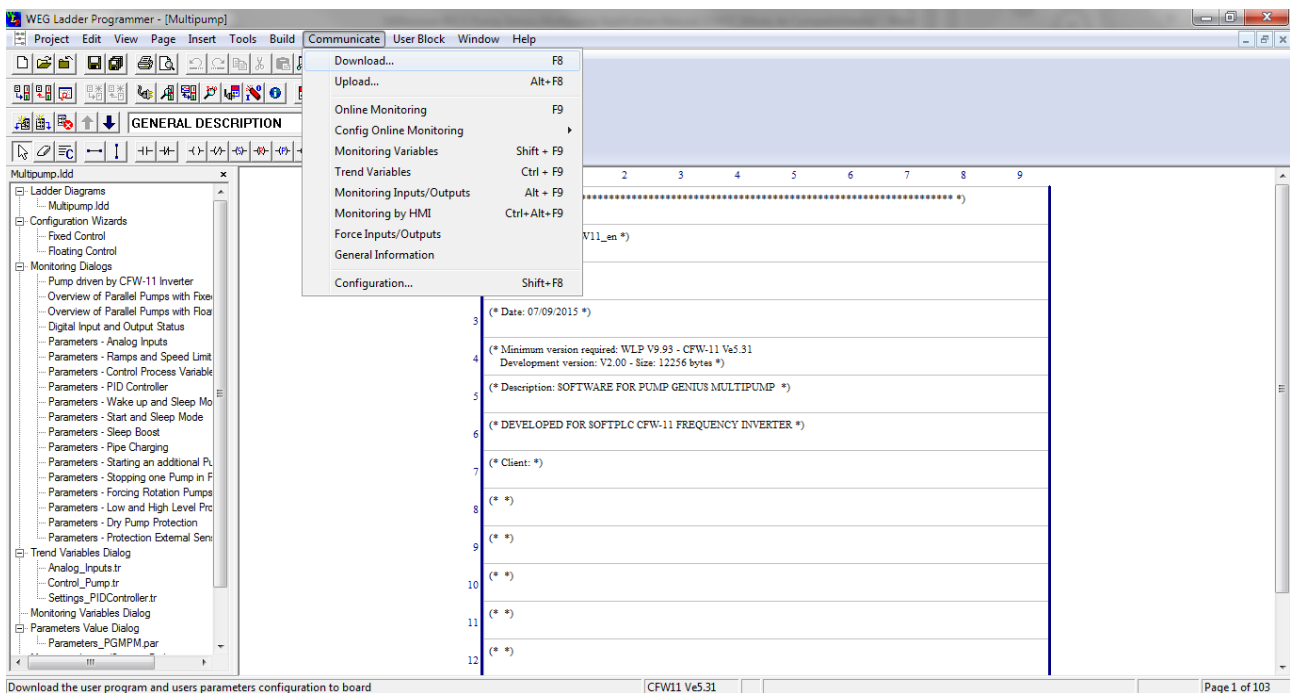 WEG Ladder Programmer - [Multipump]
Project Edit View Page Insert Tools Build Communicate User Block Window Help
Download... F8
Upload... Alt+F8
Online Monitoring F9
Config Online Monitoring
Monitoring Variables Shift + F9
Trend Variables Ctrl + F9
Monitoring Inputs/Outputs Alt + F9
Monitoring by HMI Ctrl+Alt+F9
Force Inputs/Outputs
General Information
Configuration... Shift+F8
GENERAL DESCRIPTION
Multipump.ldd x
Ladder Diagrams
Multipump.ldd
Configuration Wizards
Fixed Control
Floating Control
Monitoring Dialogs
Pump driven by CFW-11 Inverter
Overview of Parallel Pumps with Fixe
Overview of Parallel Pumps with Floa
Digital Input and Output Status
Parameters - Analog Inputs
Parameters - Ramps and Speed Limit
Parameters - Control Process Variable
Parameters - PID Controller
Parameters - Wake up and Sleep Mo
Parameters - Start and Sleep Mode
Parameters - Sleep Boost
Parameters - Pipe Charging
Parameters - Starting an additional Pu
Parameters - Stopping one Pump in F
Parameters - Forcing Rotation Pumps
Parameters - Low and High Level Pro
Parameters - Dry Pump Protection
Parameters - Protection External Sens
Trend Variables Dialog
Analog_Inputs.tr
Control_Pump.tr
Settings_PIDController.tr
Monitoring Variables Dialog
Parameters Value Dialog
Parameters_PGMPM.par
2 3 4 5 6 7 8 9
****************************************************************** *)
V11_en *)
3 (* Date: 07/09/2015 *)
4 (* Minimum version required: WLP V9.93 - CFW-11 Ve5.31
Development version: V2.00 - Size: 12256 bytes *)
5 (* Description: SOFTWARE FOR PUMP GENIUS MULTIPUMP *)
6 (* DEVELOPED FOR SOFTPLC CFW-11 FREQUENCY INVERTER *)
7 (* Client: *)
8 (* *)
9 (* *)
10 (* *)
11 (* *)
12 (* *)
Download the user program and users parameters configuration to board CFW11 Ve5.31 Page 1 of 103